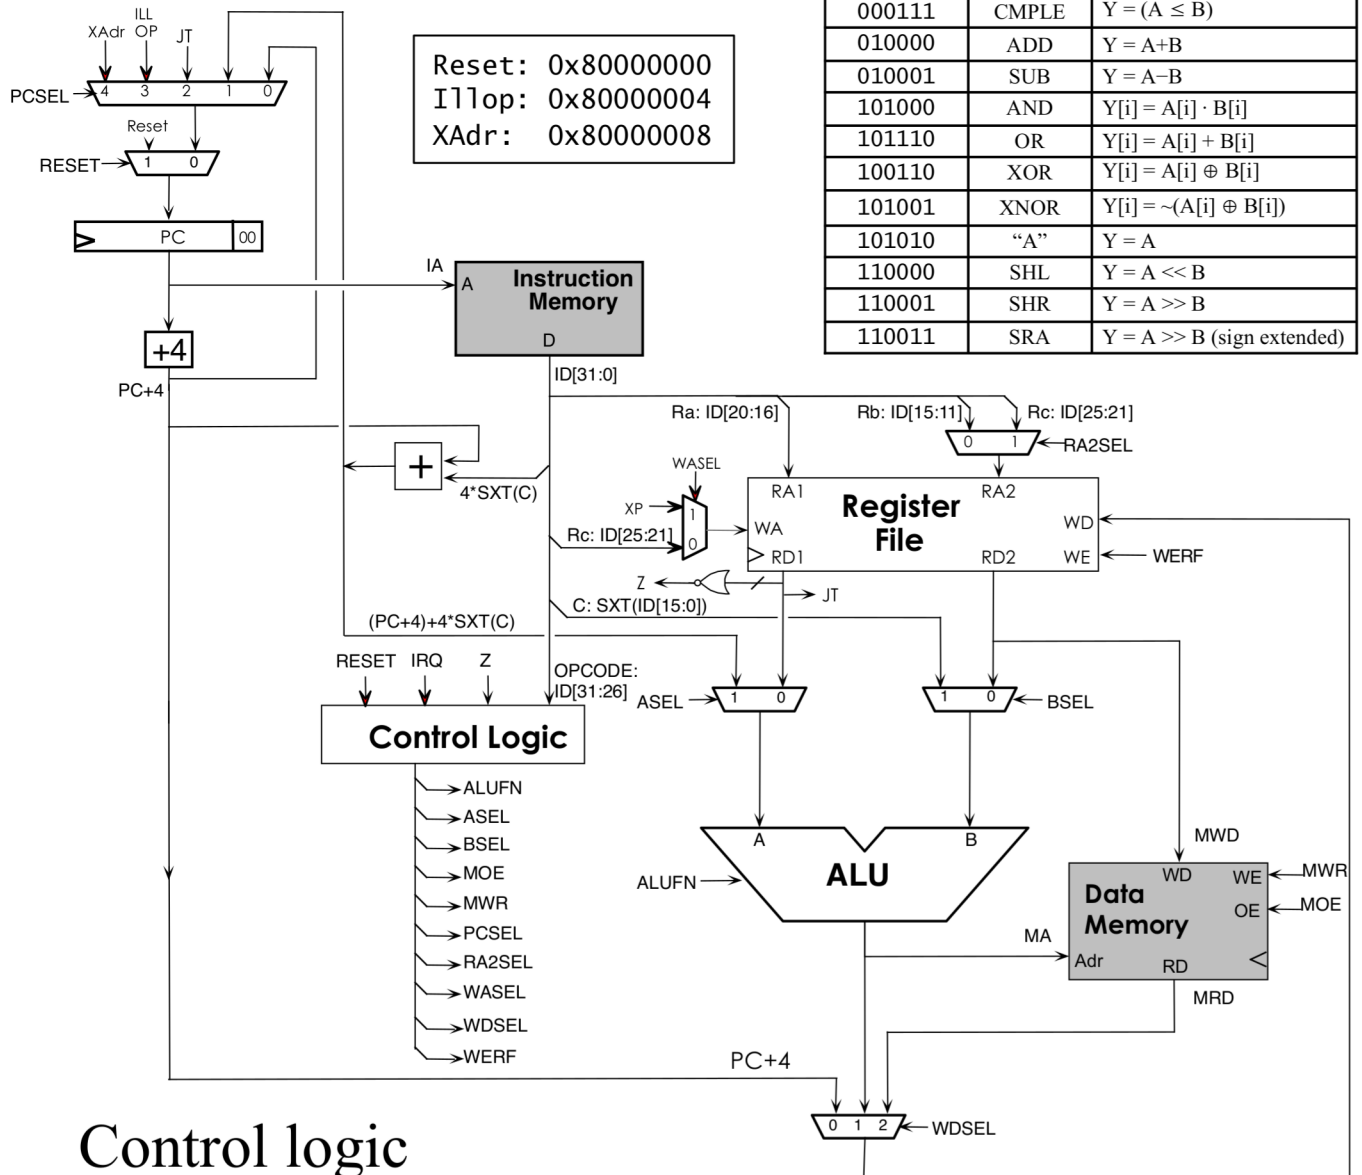 ILL
XAdr OP JT
PCSEL 4 3 2 1 0
Reset
RESET 1 0
PC 00
+4
PC+4
Reset: 0x80000000
Illop: 0x80000004
XAdr: 0x80000008
000111 CMPLE Y = (A ≤ B)
010000 ADD Y = A+B
010001 SUB Y = A−B
101000 AND Y[i] = A[i] · B[i]
101110 OR Y[i] = A[i] + B[i]
100110 XOR Y[i] = A[i] ⊕ B[i]
101001 XNOR Y[i] = ~(A[i] ⊕ B[i])
101010 “A” Y = A
110000 SHL Y = A << B
110001 SHR Y = A >> B
110011 SRA Y = A >> B (sign extended)
IA
A Instruction
Memory
D
ID[31:0]
Ra: ID[20:16] Rb: ID[15:11] Rc: ID[25:21]
0 1 RA2SEL
+
4*SXT(C)
WASEL
XP 1
Rc: ID[25:21] 0
RA1 RA2
Register
File
WA WD
RD1 RD2 WE WERF
Z JT
C: SXT(ID[15:0])
(PC+4)+4*SXT(C)
RESET IRQ Z OPCODE:
ID[31:26]
ASEL 1 0
1 0 BSEL
Control Logic
ALUFN
ASEL
BSEL
MOE
MWR
PCSEL
RA2SEL
WASEL
WDSEL
WERF
A B
ALU
ALUFN
MWD
WD WE MWR
Data
Memory
OE MOE
MA
Adr RD
MRD
PC+4
0 1 2 WDSEL
Control logic